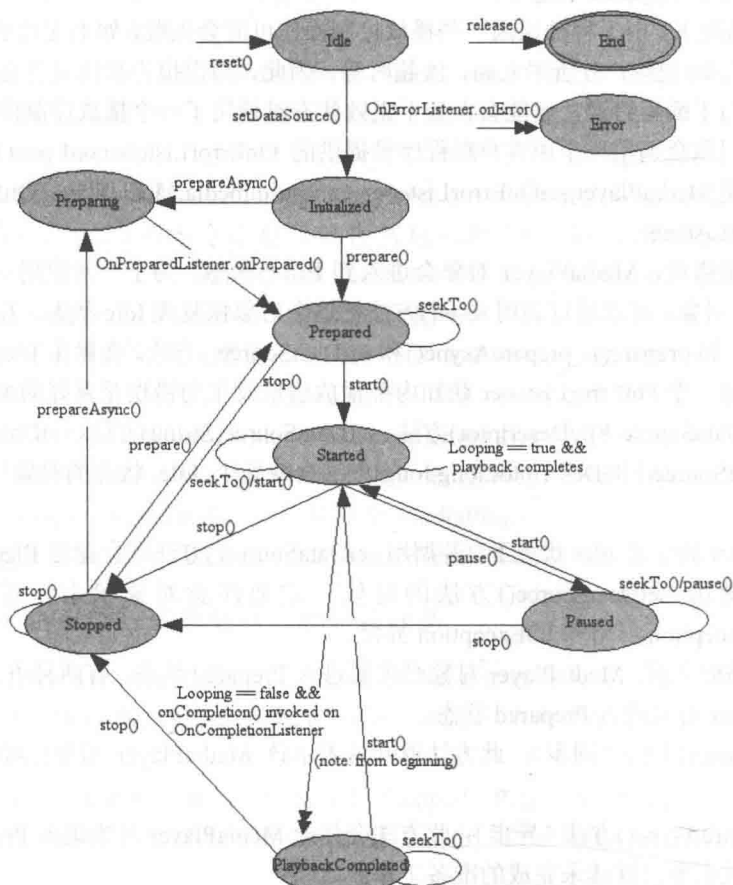 Idle
reset()
release()
End
setDataSource()
OnErrorListener.onError()
Error
Preparing
prepareAsync()
Initialized
OnPreparedListener.onPrepared()
prepare()
Prepared
seekTo()
stop()
start()
prepareAsync()
prepare()
Started
Looping == true &&
playback completes
seekTo()/start()
stop()
start()
pause()
seekTo()/pause()
stop()
Stopped
Paused
stop()
Looping == false &&
onCompletion() invoked on
OnCompletionListener
stop()
start()
(note: from beginning)
PlaybackCompleted
seekTo()